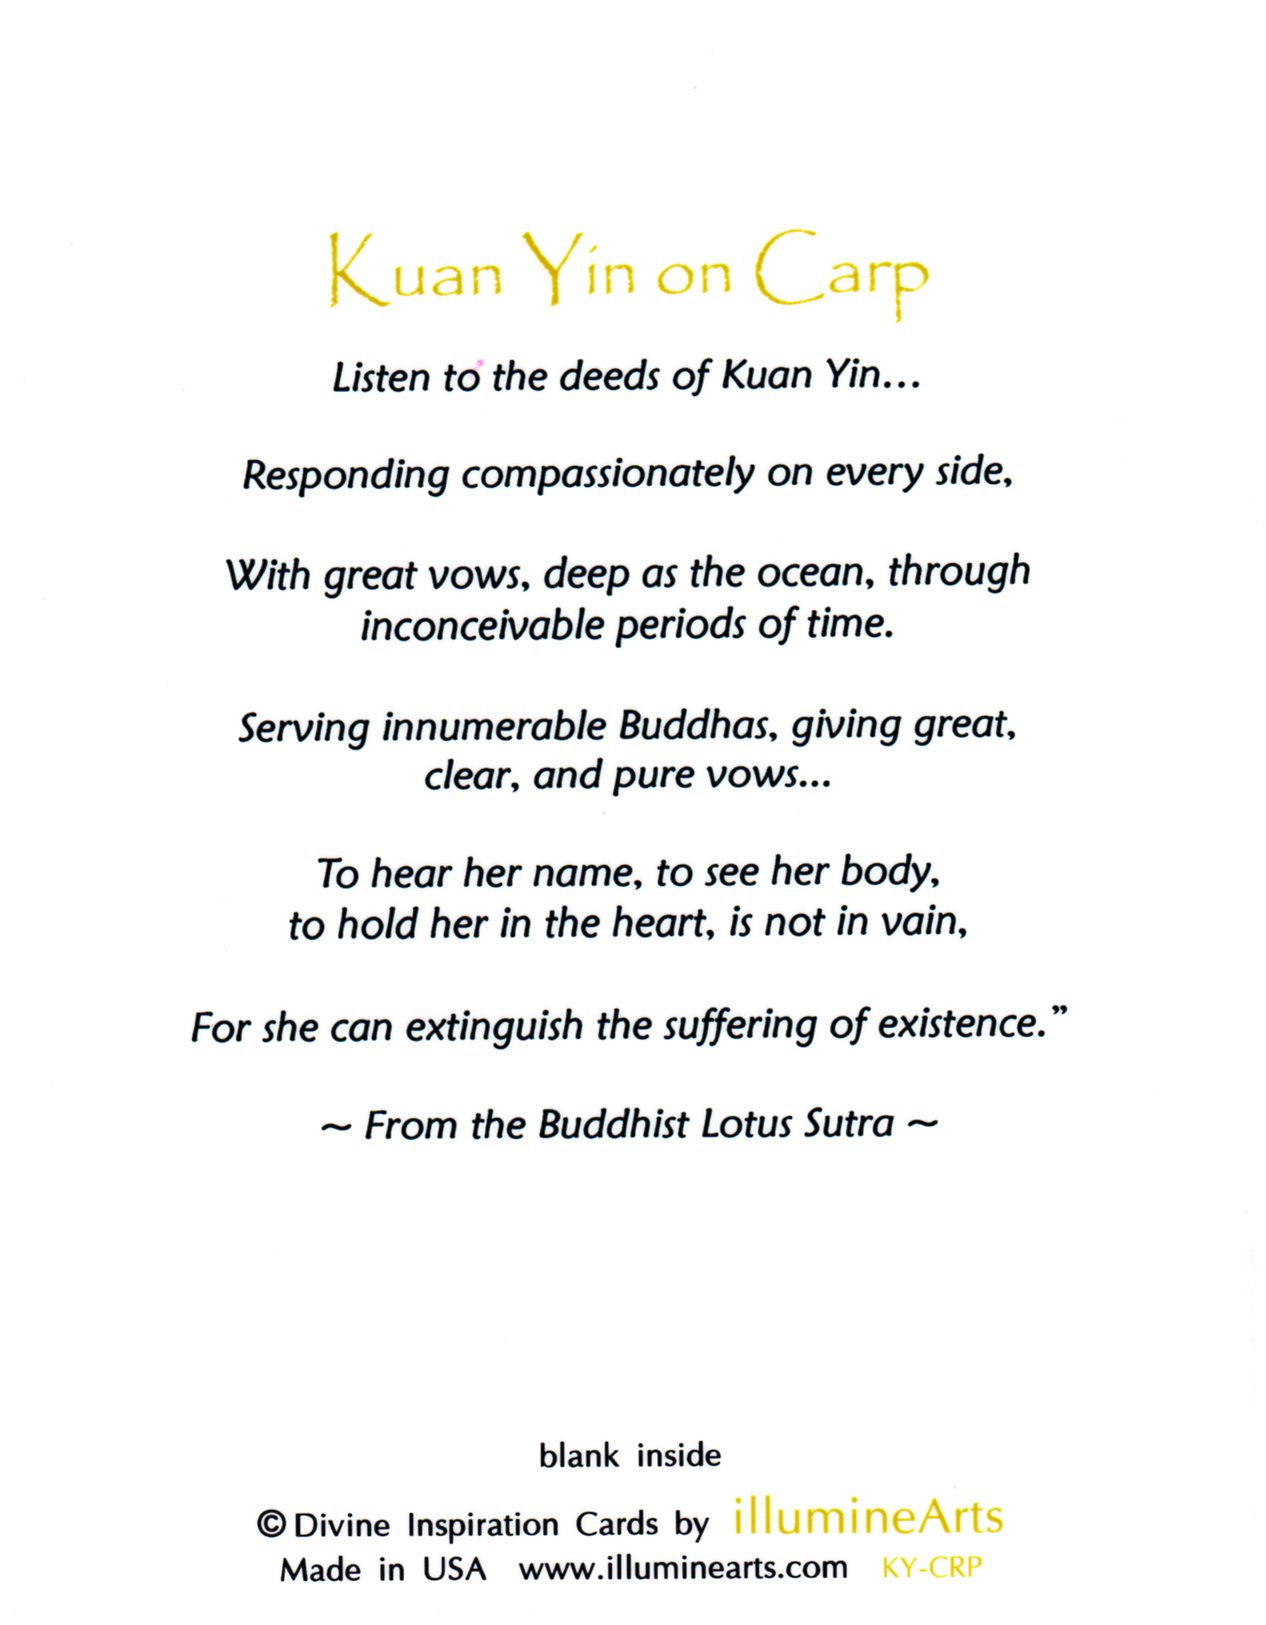 Kuan Yin on Carp
Listen to the deeds of Kuan Yin...
Responding compassionately on every side,
With great vows, deep as the ocean, through
inconceivable periods of time.
Serving innumerable Buddhas, giving great,
clear, and pure vows...
To hear her name, to see her body,
to hold her in the heart, is not in vain,
For she can extinguish the suffering of existence.”
~ From the Buddhist Lotus Sutra ~
blank inside
© Divine Inspiration Cards by illumineArts
Made in USA www.illuminearts.com KY-CRP